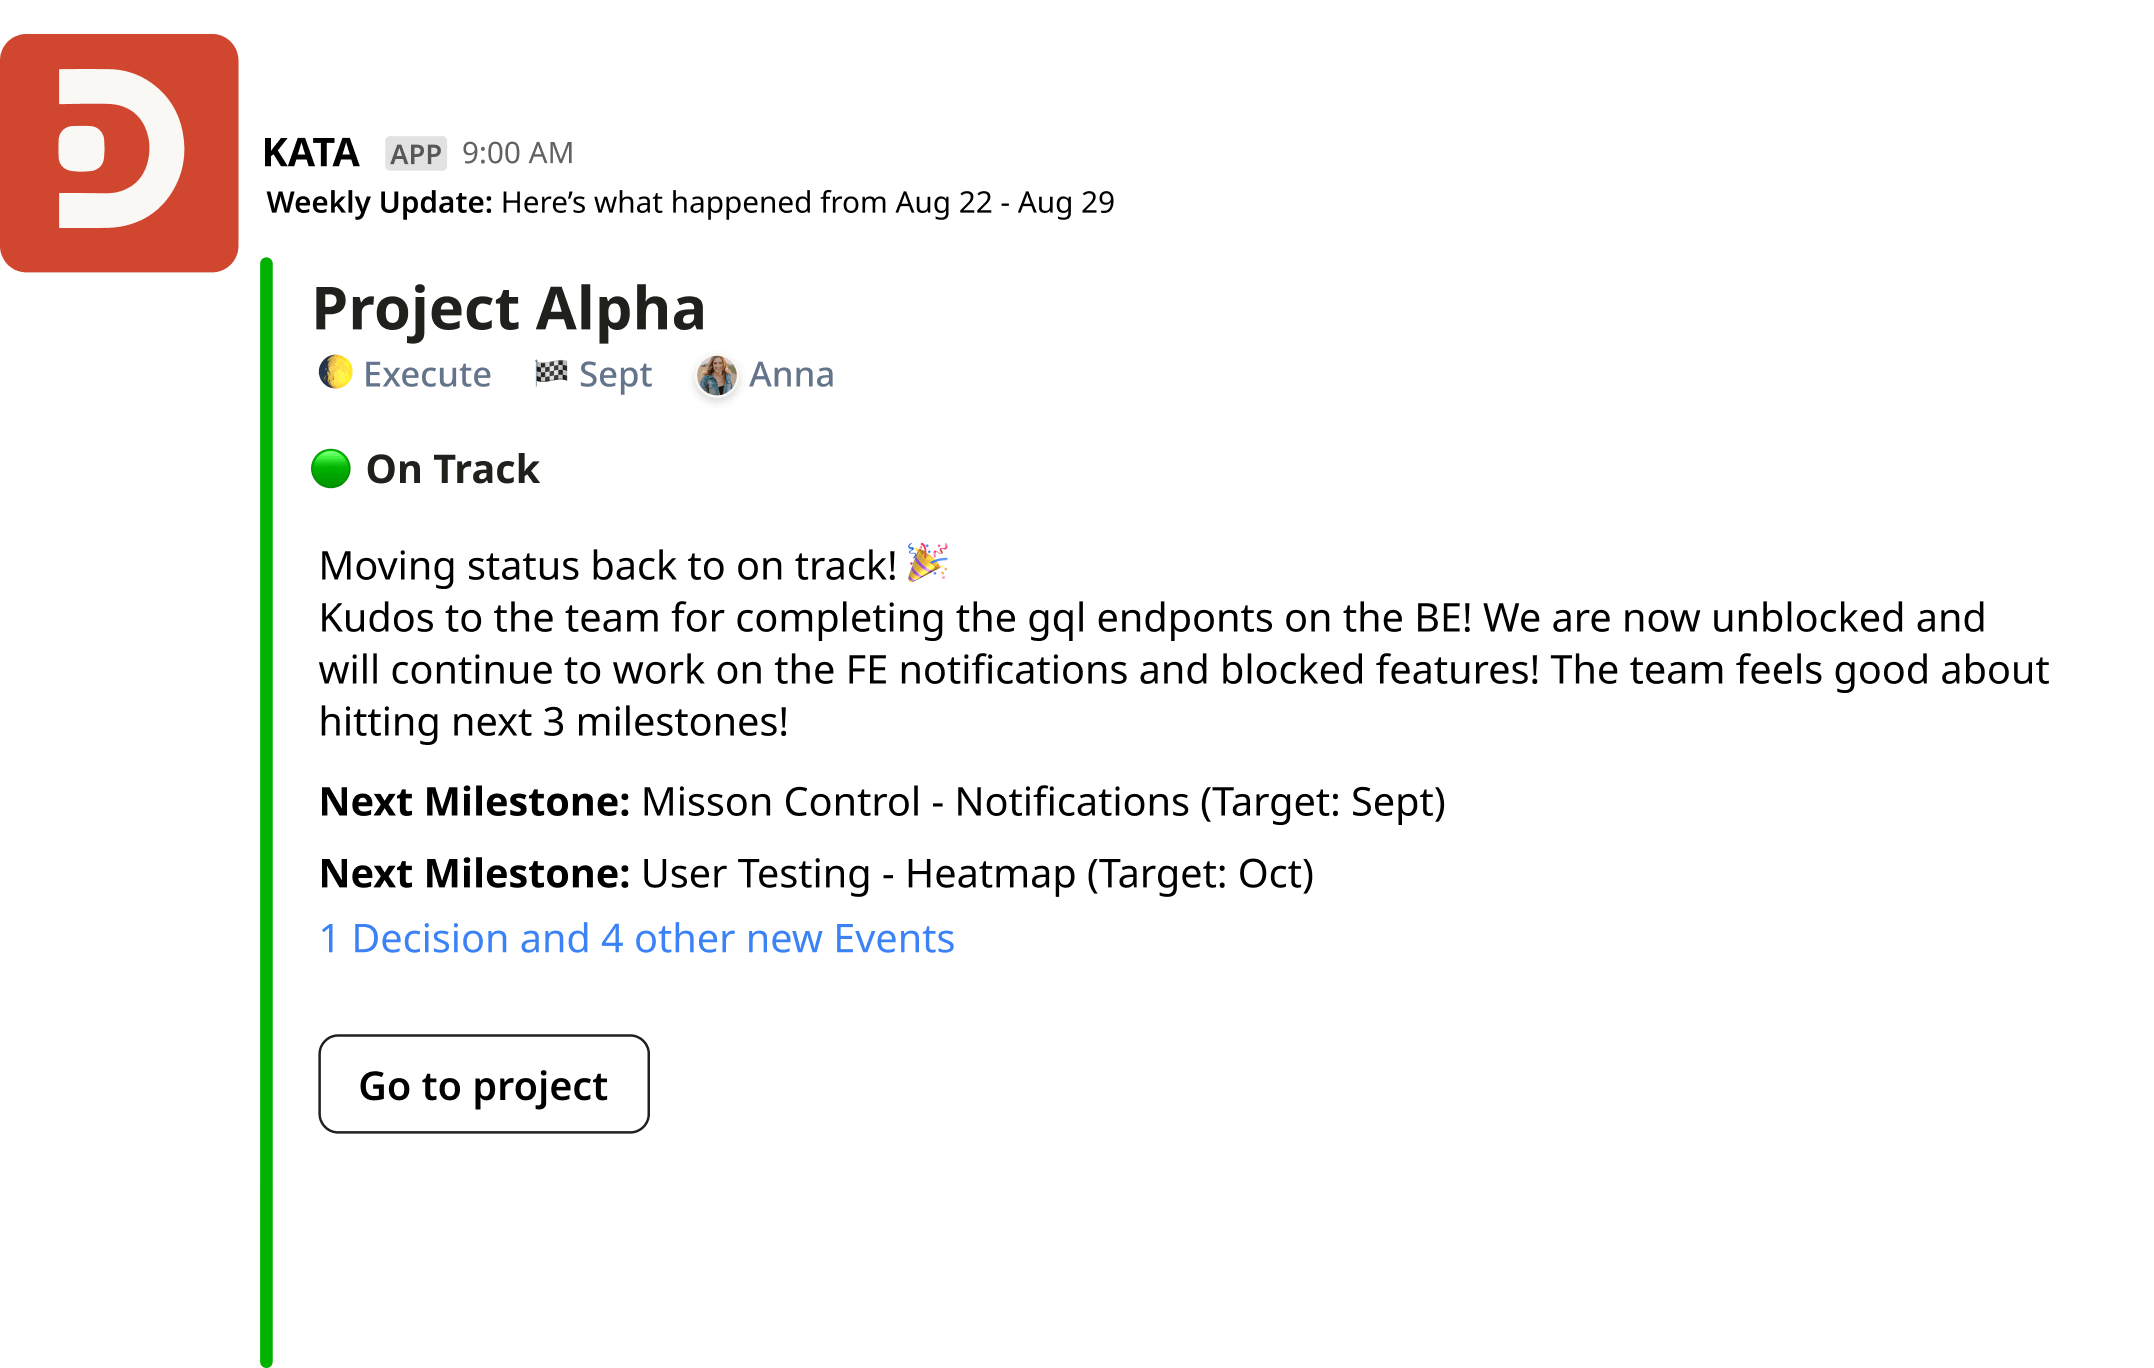 KATA APP 9:00 AM
Weekly Update: Here’s what happened from Aug 22 - Aug 29
Project Alpha
🌔 Execute 🏁 Sept Anna
🟢 On Track
Moving status back to on track! 🎉
Kudos to the team for completing the gql endponts on the BE! We are now unblocked and
will continue to work on the FE notifications and blocked features! The team feels good about
hitting next 3 milestones!
Next Milestone: Misson Control - Notifications (Target: Sept)
Next Milestone: User Testing - Heatmap (Target: Oct)
1 Decision and 4 other new Events
Go to project